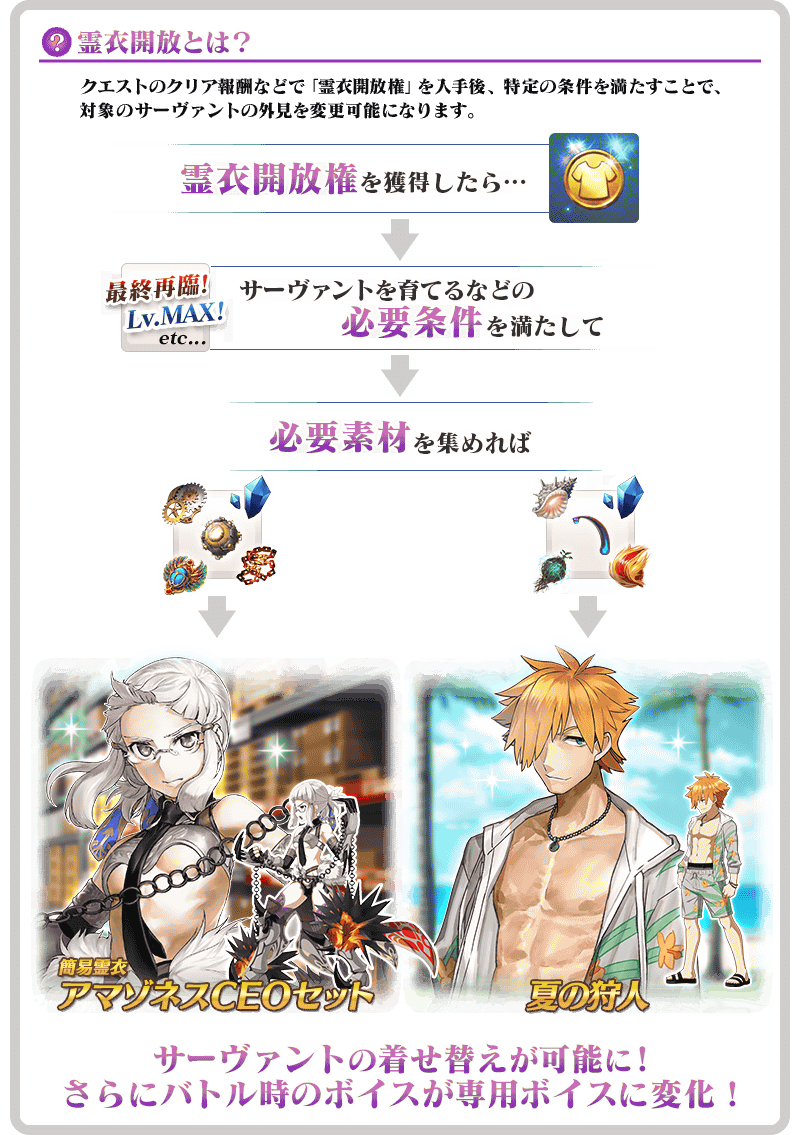 ? 霊衣開放とは？
クエストのクリア報酬などで「霊衣開放権」を入手後、特定の条件を満たすことで、
対象のサーヴァントの外見を変更可能になります。
霊衣開放権を獲得したら…
最終再臨!
Lv.MAX!
etc...
サーヴァントを育てるなどの
必要条件を満たして
必要素材を集めれば
簡易霊衣
アマゾネスCEOセット
夏の狩人
サーヴァントの着せ替えが可能に！
さらにバトル時のボイスが専用ボイスに変化！